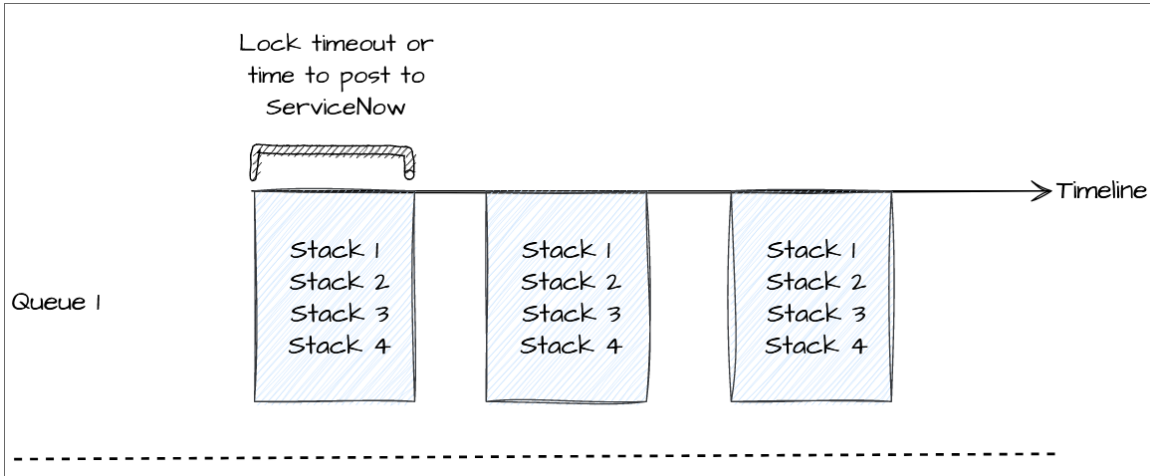 Lock timeout or
time to post to
ServiceNow
Timeline
Queue 1
Stack 1
Stack 2
Stack 3
Stack 4
Stack 1
Stack 2
Stack 3
Stack 4
Stack 1
Stack 2
Stack 3
Stack 4